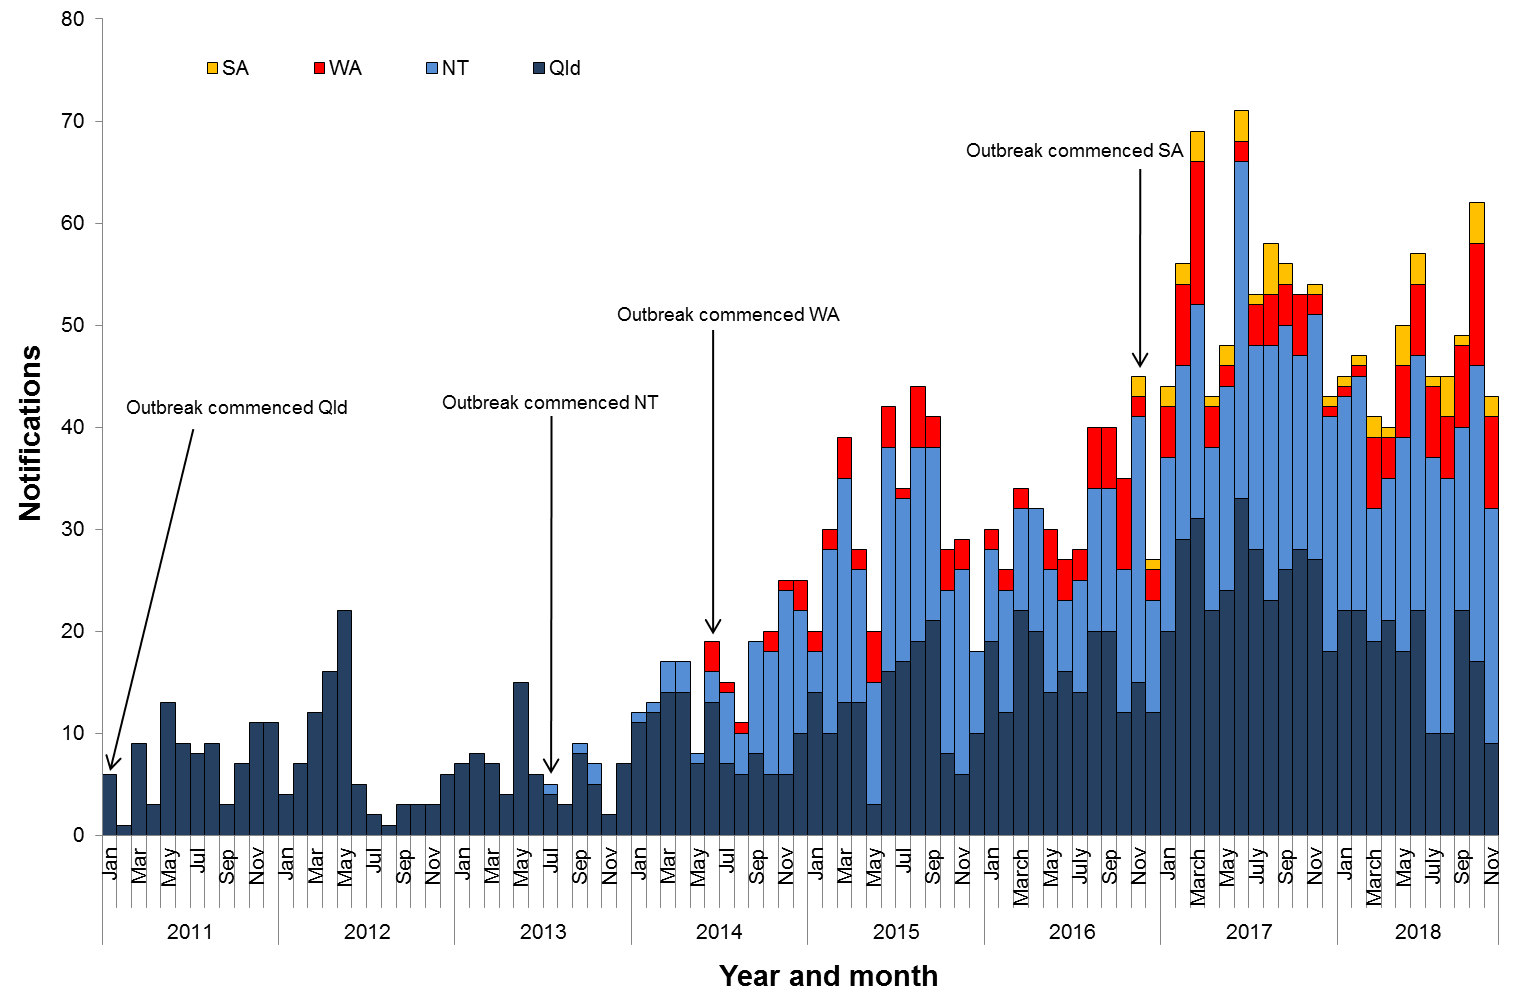 80
70
60
50
40
30
20
10
0
Notifications
SA WA NT Qld
Outbreak commenced SA
Outbreak commenced WA
Outbreak commenced NT
Outbreak commenced Qld
Jan Mar May Jul Sep Nov Jan Mar May Jul Sep Nov Jan Mar May Jul Sep Nov Jan Mar May Jul Sep Nov Jan Mar May Jul Sep Nov Jan March May July Sep Nov Jan March May July Sep Nov Jan March May July Sep Nov
2011 2012 2013 2014 2015 2016 2017 2018
Year and month